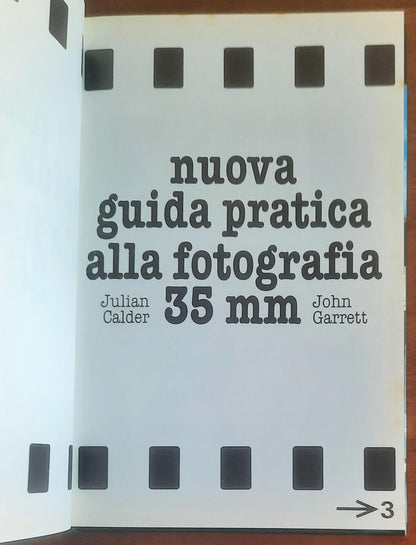 nuova
guida pratica
alla fotografia
Julian
Calder
35 mm
John
Garrett
3